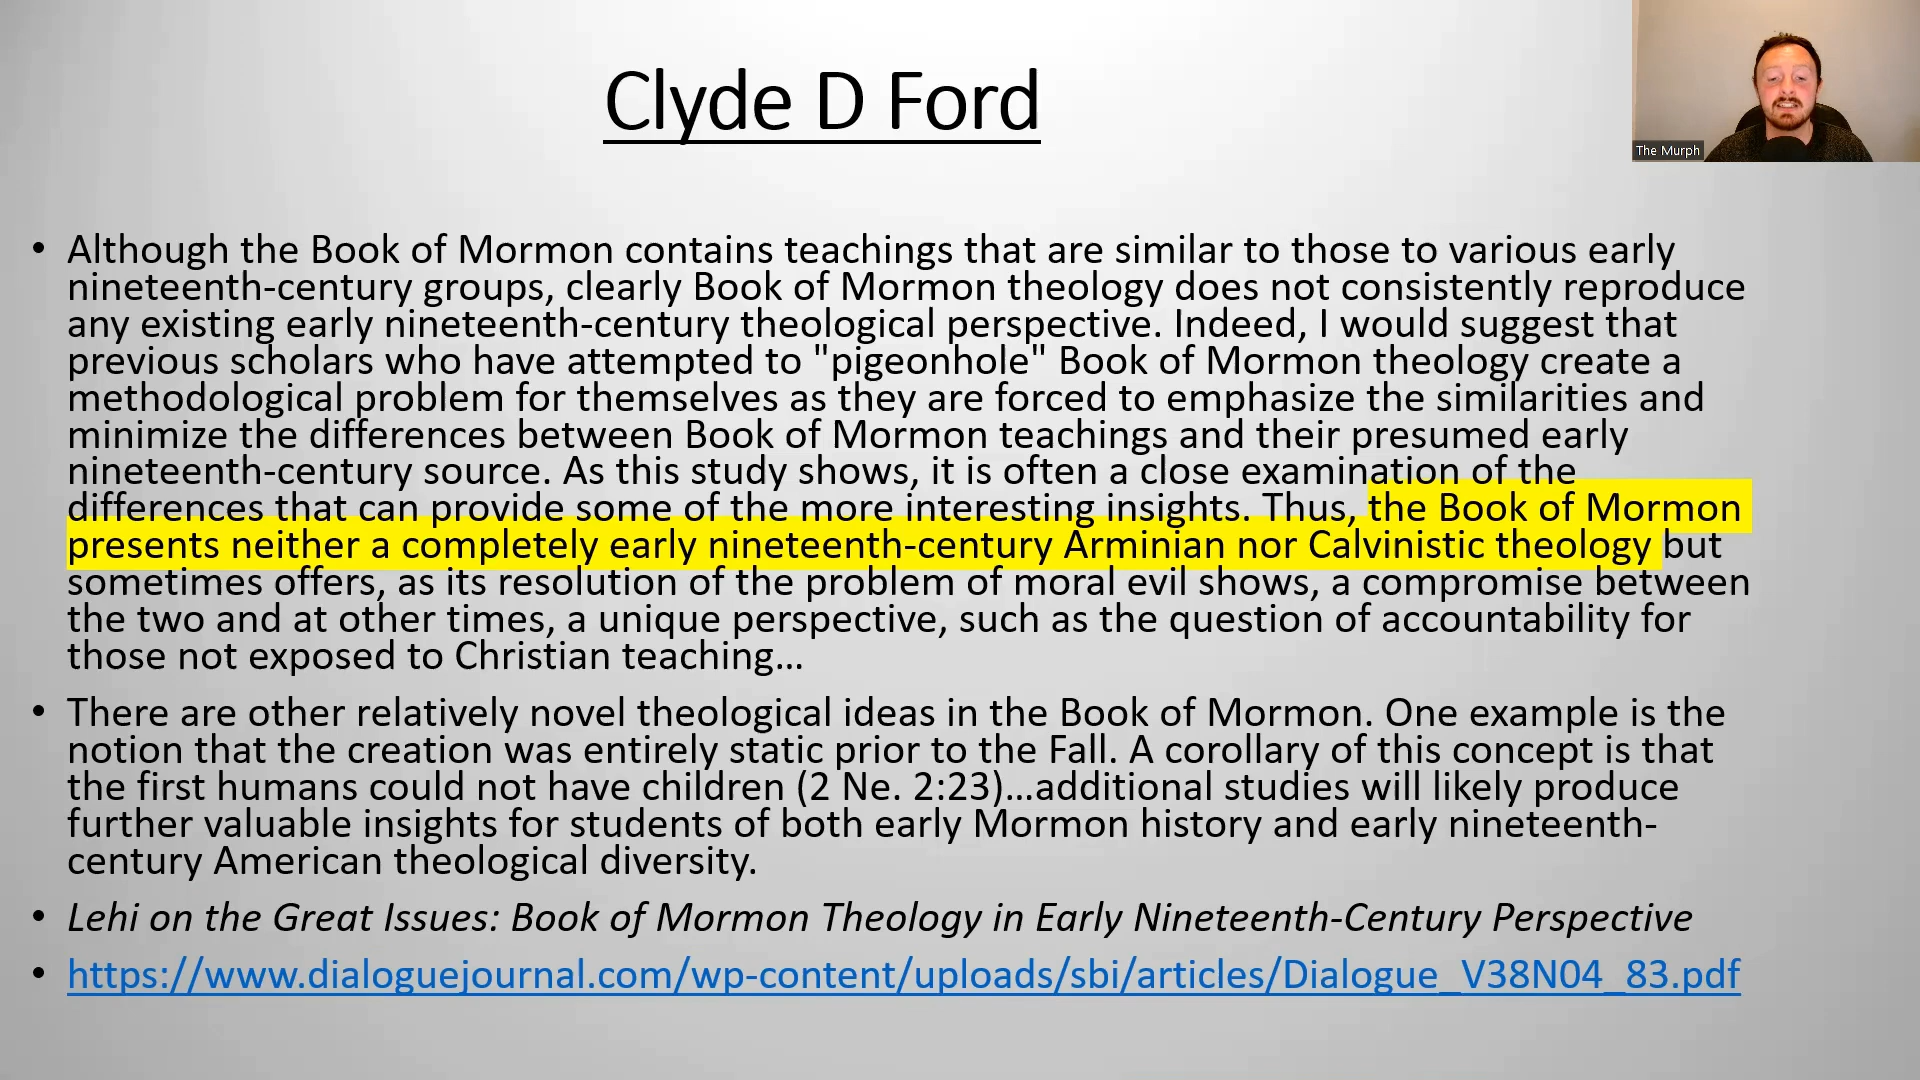 Clyde D Ford
The Murph
• Although the Book of Mormon contains teachings that are similar to those to various early
nineteenth-century groups, clearly Book of Mormon theology does not consistently reproduce
any existing early nineteenth-century theological perspective. Indeed, I would suggest that
previous scholars who have attempted to "pigeonhole" Book of Mormon theology create a
methodological problem for themselves as they are forced to emphasize the similarities and
minimize the differences between Book of Mormon teachings and their presumed early
nineteenth-century source. As this study shows, it is often a close examination of the
differences that can provide some of the more interesting insights. Thus, the Book of Mormon
presents neither a completely early nineteenth-century Arminian nor Calvinistic theology but
sometimes offers, as its resolution of the problem of moral evil shows, a compromise between
the two and at other times, a unique perspective, such as the question of accountability for
those not exposed to Christian teaching…
• There are other relatively novel theological ideas in the Book of Mormon. One example is the
notion that the creation was entirely static prior to the Fall. A corollary of this concept is that
the first humans could not have children (2 Ne. 2:23)…additional studies will likely produce
further valuable insights for students of both early Mormon history and early nineteenth-
century American theological diversity.
• Lehi on the Great Issues: Book of Mormon Theology in Early Nineteenth-Century Perspective
• https://www.dialoguejournal.com/wp-content/uploads/sbi/articles/Dialogue_V38N04_83.pdf